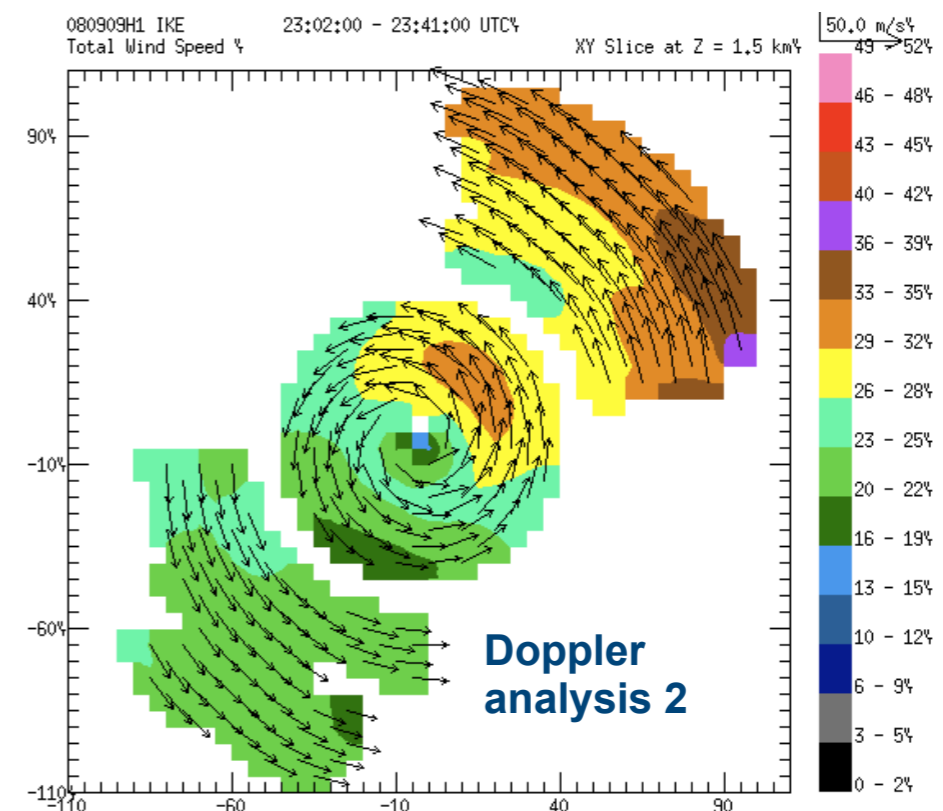 080909H1 IKE 23:02:00 - 23:41:00 UTC%
Total Wind Speed % XY Slice at Z = 1.5 km%
50.0 m/s%
49 - 52%
46 - 48%
43 - 45%
40 - 42%
36 - 39%
33 - 35%
29 - 32%
26 - 28%
23 - 25%
20 - 22%
16 - 19%
13 - 15%
10 - 12%
6 - 9%
3 - 5%
0 - 2%
90%
40%
-10%
-60%
-110%
-110
-60
-10
40
90
Doppler
analysis 2